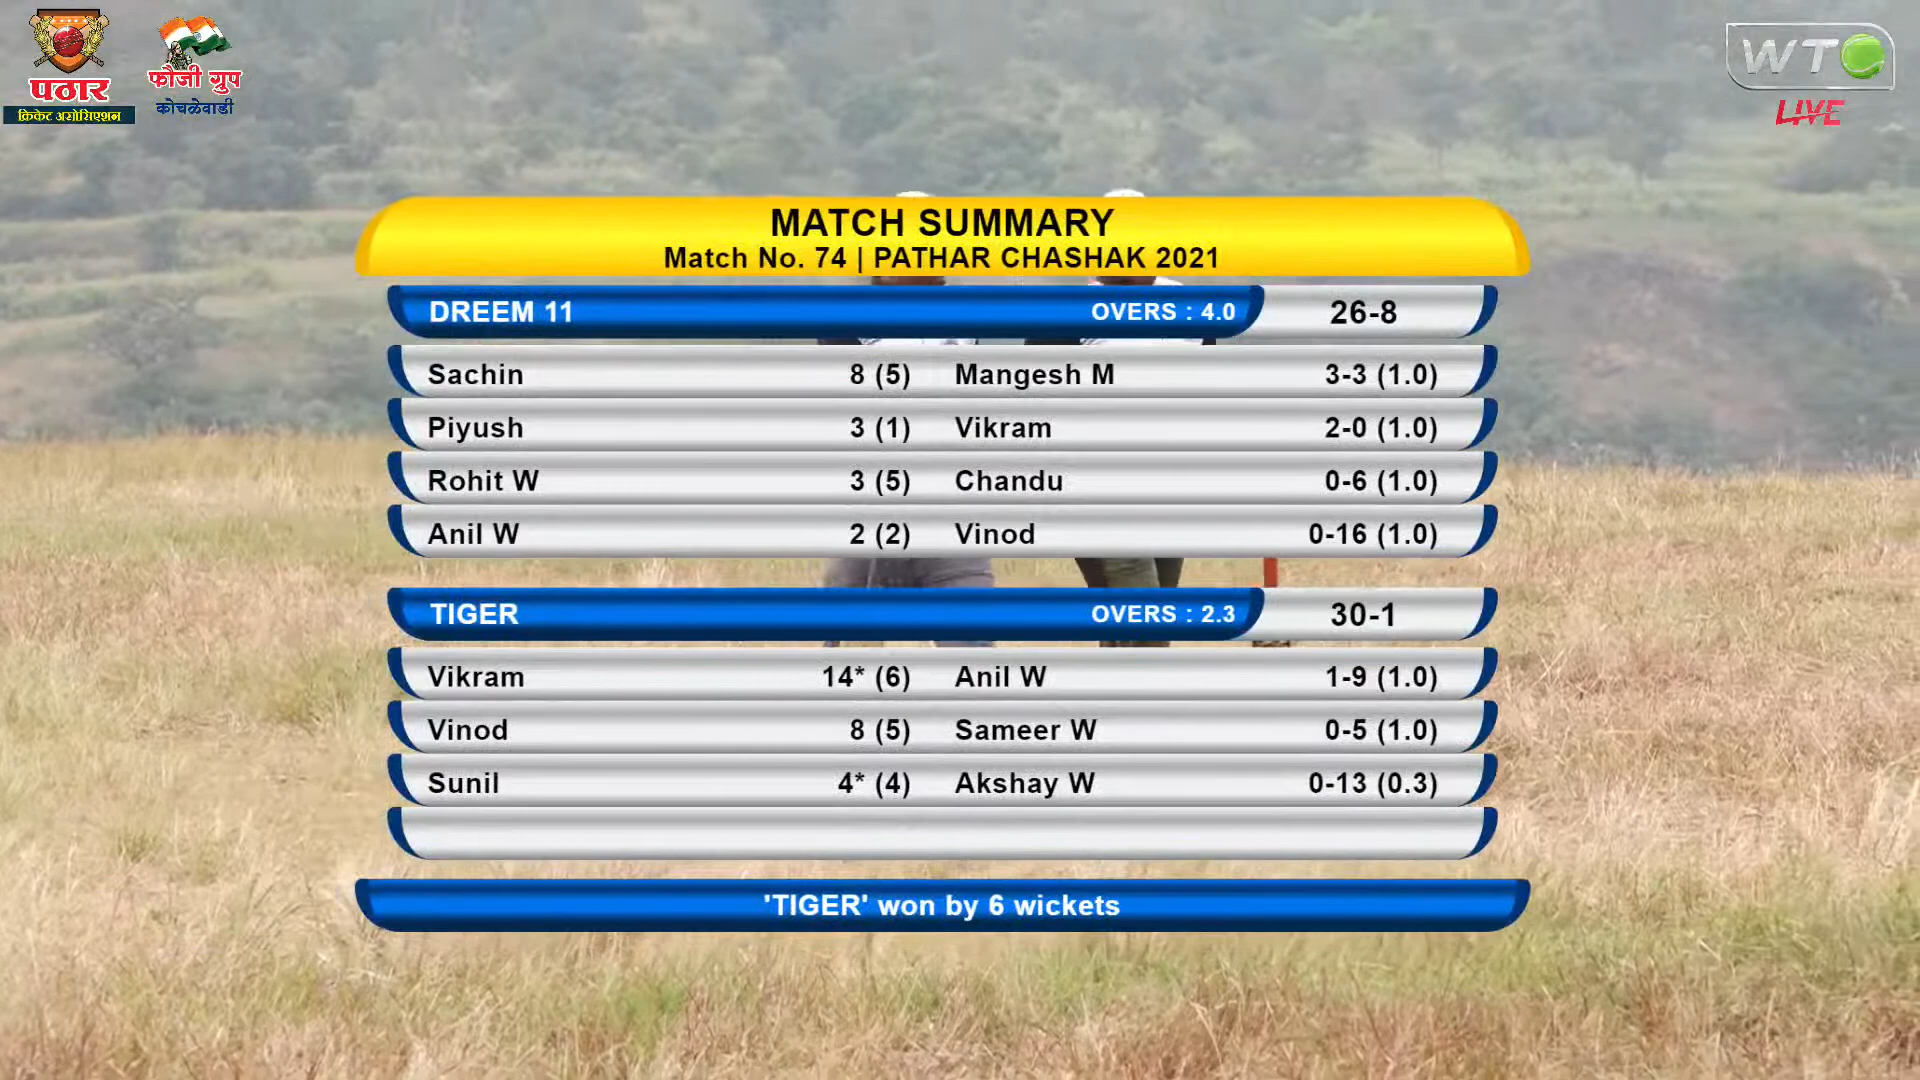 पठार
क्रिकेट असोसिएशन
फौजी ग्रुप
कोचळेवाडी
WTO
LIVE
MATCH SUMMARY
Match No. 74 | PATHAR CHASHAK 2021
DREEM 11 OVERS : 4.0 26-8
Sachin 8 (5) Mangesh M 3-3 (1.0)
Piyush 3 (1) Vikram 2-0 (1.0)
Rohit W 3 (5) Chandu 0-6 (1.0)
Anil W 2 (2) Vinod 0-16 (1.0)
TIGER OVERS : 2.3 30-1
Vikram 14* (6) Anil W 1-9 (1.0)
Vinod 8 (5) Sameer W 0-5 (1.0)
Sunil 4* (4) Akshay W 0-13 (0.3)
'TIGER' won by 6 wickets